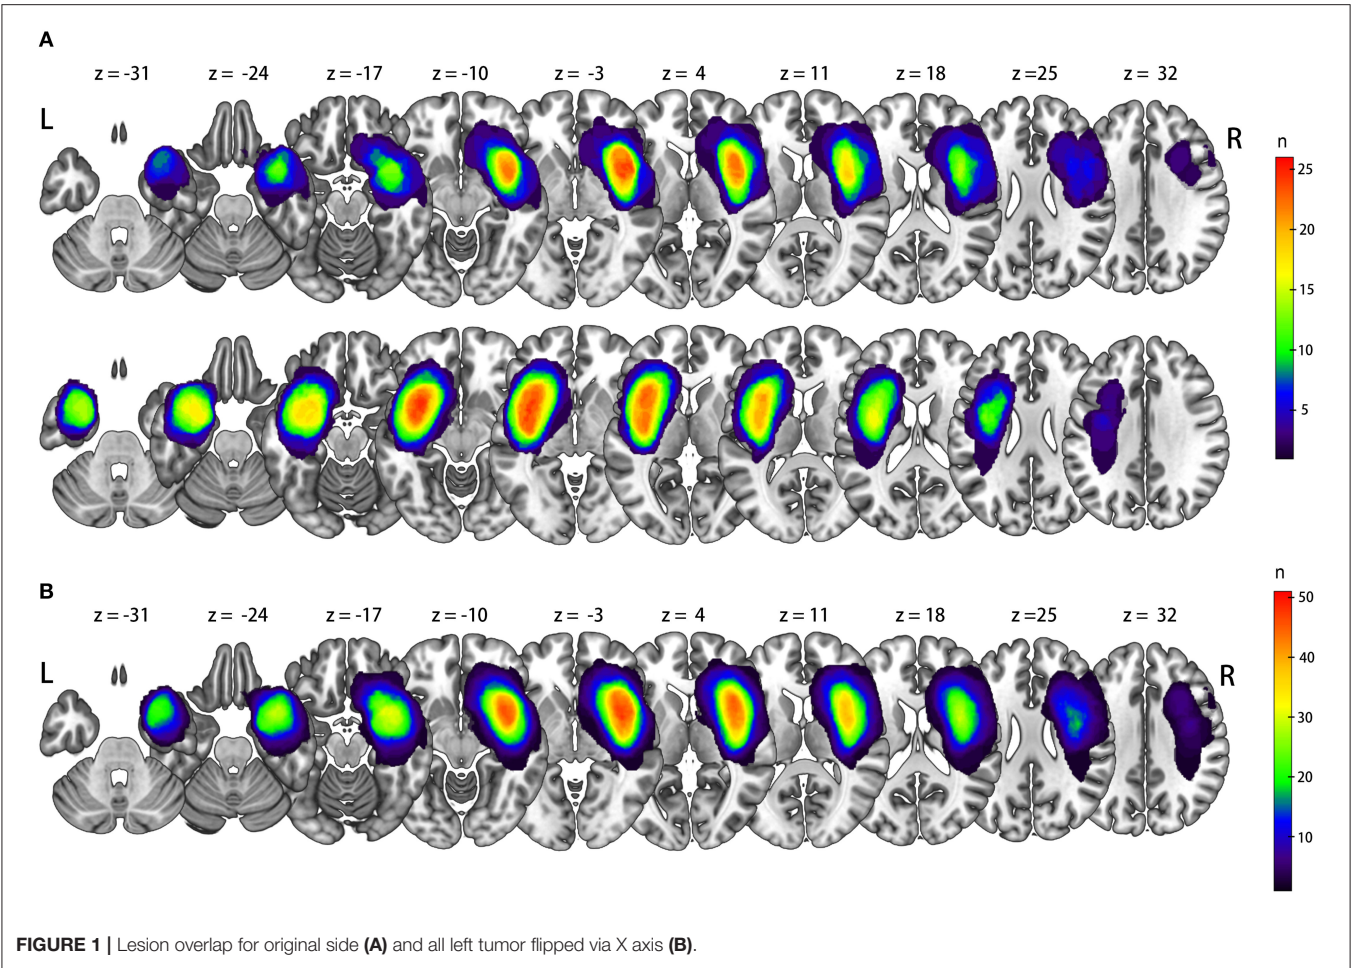 A
z = -31 z = -24 z = -17 z = -10 z = -3 z = 4 z = 11 z = 18 z =25 z = 32
L
R
n
25
20
15
10
5
B
n
z = -31 z = -24 z = -17 z = -10 z = -3 z = 4 z = 11 z = 18 z =25 z = 32
50
40
30
20
10
L
R
FIGURE 1 | Lesion overlap for original side (A) and all left tumor flipped via X axis (B).